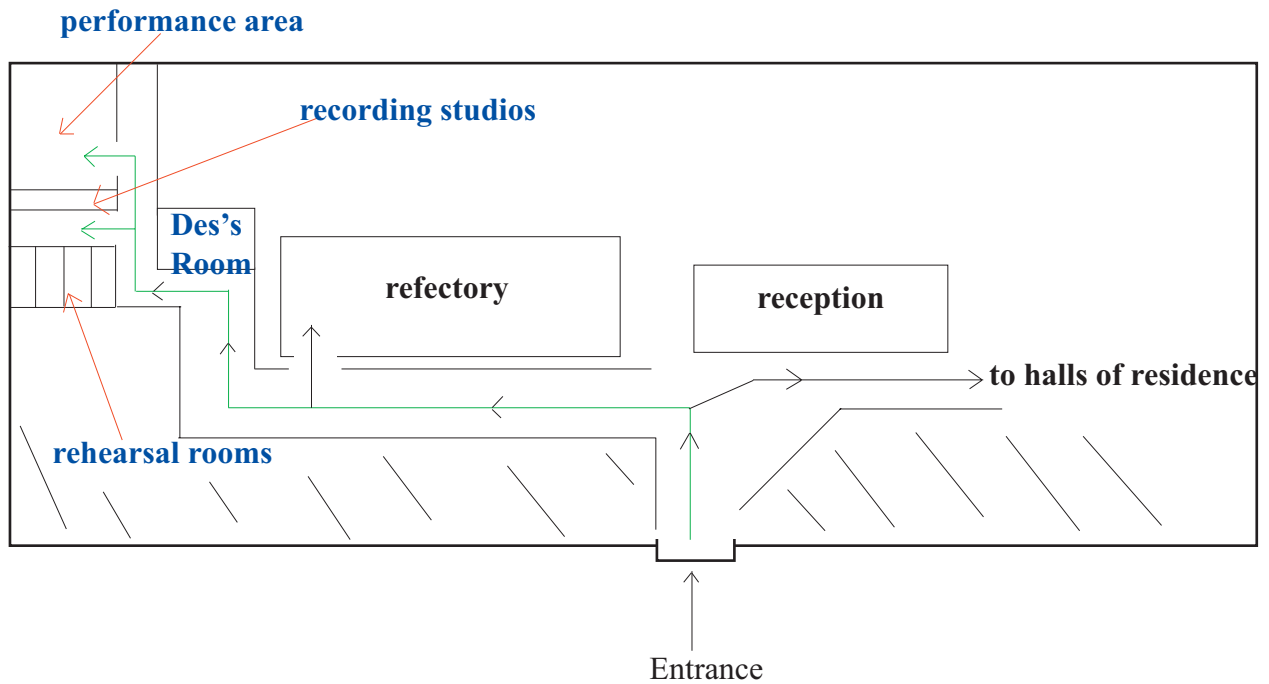 performance area
recording studios
Des’s
Room
refectory
reception
to halls of residence
rehearsal rooms
Entrance